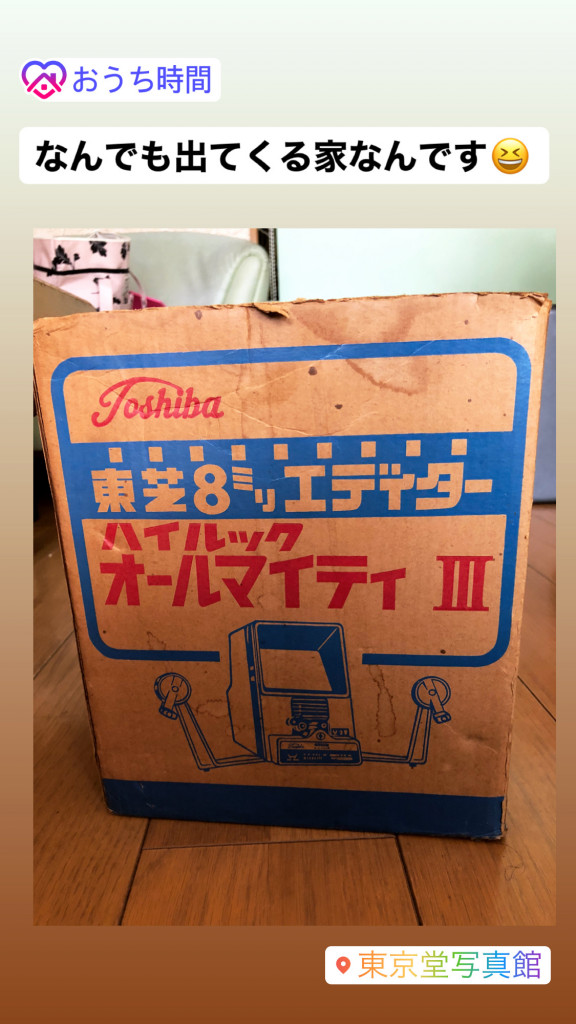 おうち時間
なんでも出てくる家なんです😆
Toshiba
東芝8ミリエディター
ハイルック
オールマイティ III
東京堂写真館